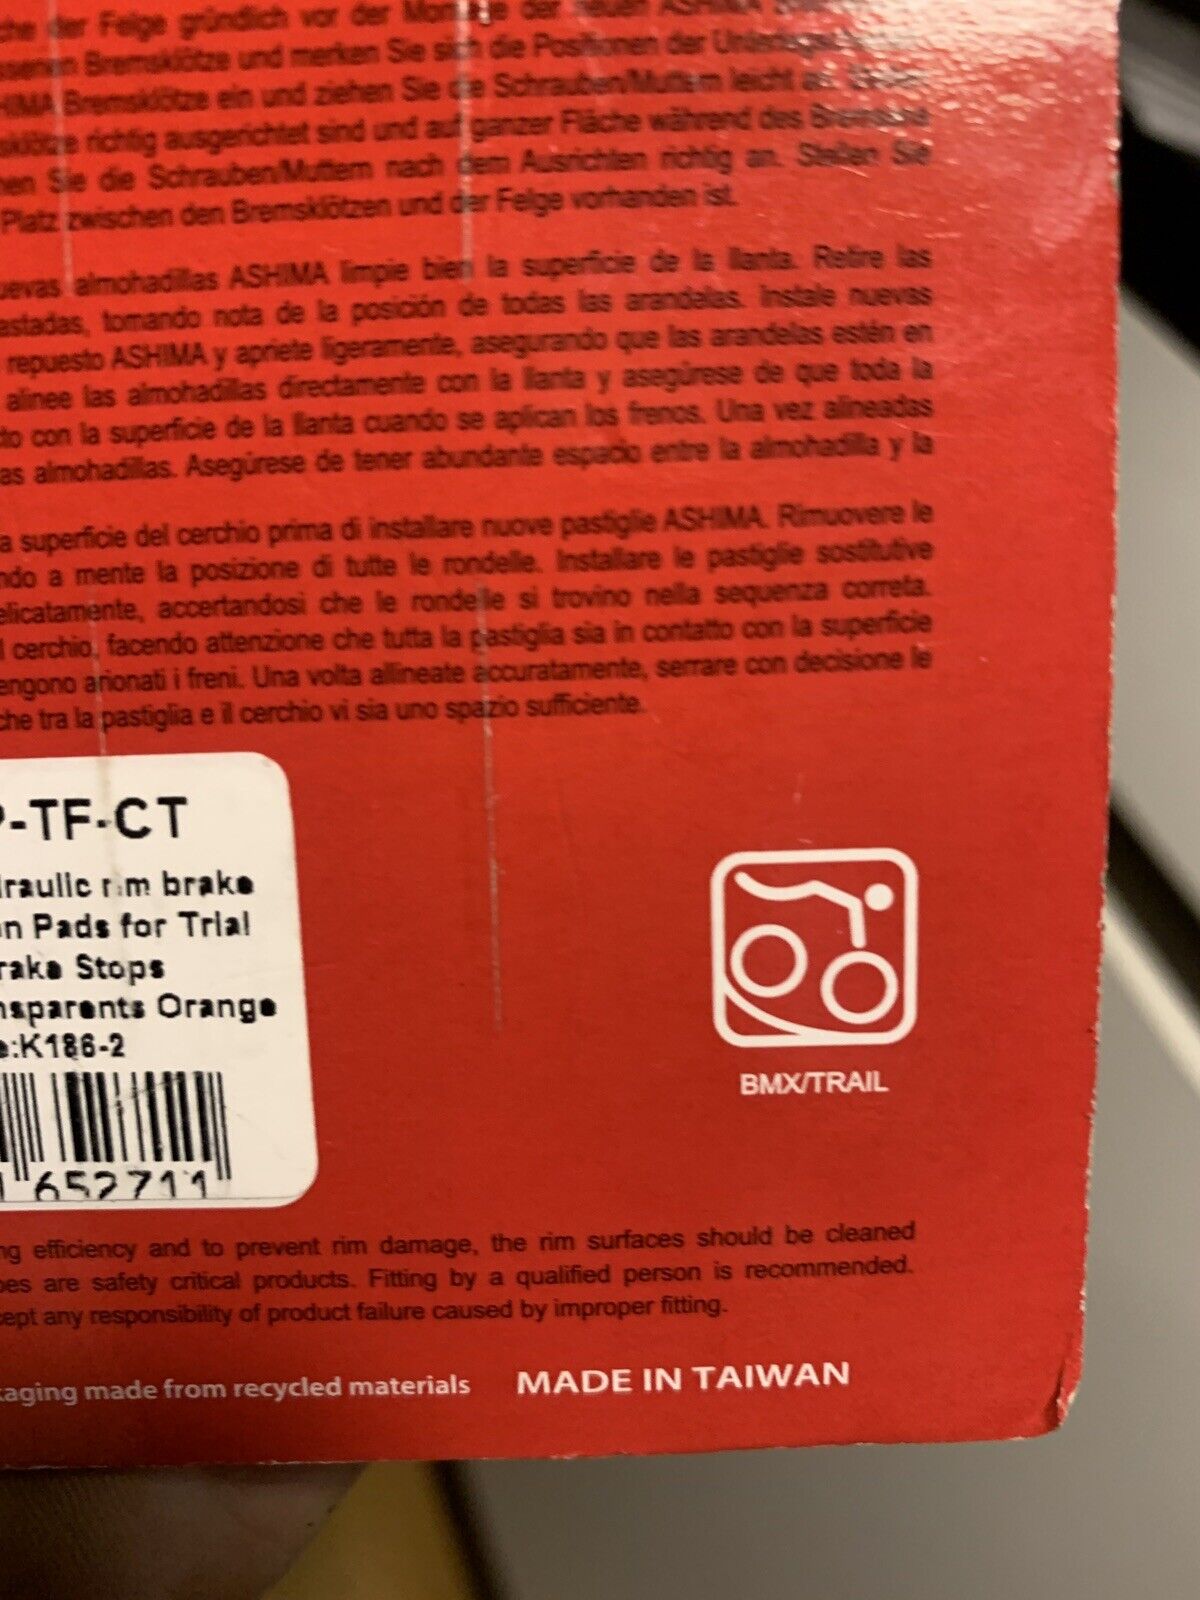 che der Felge gründlich vor der Montage der neuen ASHIMA
senen Bremsklötze und merken Sie sich die Positionen der
HIMA Bremsklötze ein und ziehen Sie die Schrauben/Muttern leicht an.
sklötze richtig ausgerichtet sind und auf ganzer Fläche während des
hen Sie die Schrauben/Muttern nach dem Ausrichten richtig an. Stellen Sie
Platz zwischen den Bremsklötzen und der Felge vorhanden ist.
uevas almohadillas ASHIMA limpie bien la superficie de la llanta. Retire las
astadas, tomando nota de la posición de todas las arandelas. Instale nuevas
repuesto ASHIMA y apriete ligeramente, asegurando que las arandelas estén en
alinee las almohadillas directamente con la llanta y asegúrese de que toda la
to con la superficie de la llanta cuando se aplican los frenos. Una vez alineadas
as almohadillas. Asegúrese de tener abundante espacio entre la almohadilla y la
a superficie del cerchio prima di installare nuove pastiglie ASHIMA. Rimuovere le
ndo a mente la posizione di tutte le rondelle. Installare le pastiglie sostitutive
elicatamente, accertandosi che le rondelle si trovino nella sequenza correta.
l cerchio, facendo attenzione che tutta la pastiglia sia in contatto con la superficie
engono arionati i freni. Una volta allineate accuratamente, serrare con decisione le
che tra la pastiglia e il cerchio vi sia uno spazio sufficiente.
P-TF-CT
draulic rim brake
on Pads for Trial
rake Stops
nsparents Orange
e:K186-2
1 652711
BMX/TRAIL
ng efficiency and to prevent rim damage, the rim surfaces should be cleaned
oes are safety critical products. Fitting by a qualified person is recommended.
cept any responsibility of product failure caused by improper fitting.
kaging made from recycled materials MADE IN TAIWAN